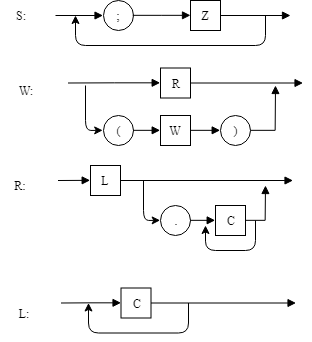 S: ; Z
W: R
( W )
R: L
. C
L: C